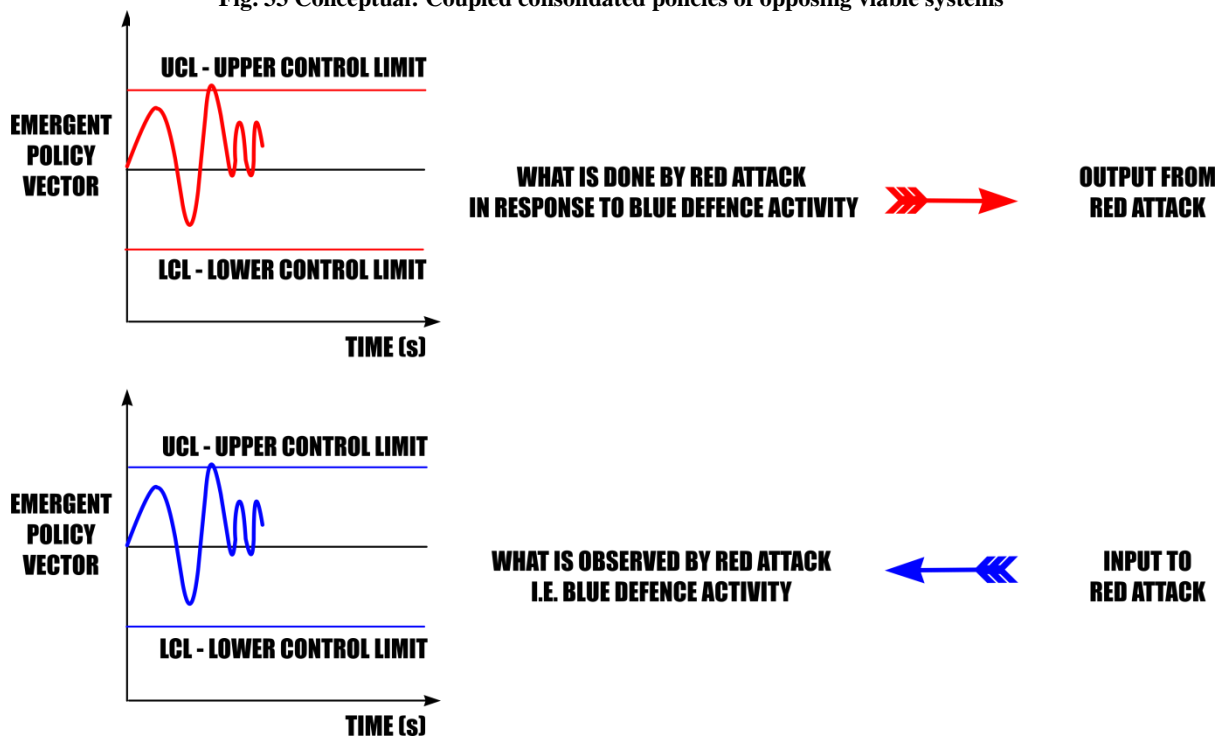 Fig. 35 Conceptual: Coupled consolidated policies of opposing viable systems
UCL - UPPER CONTROL LIMIT
EMERGENT
POLICY
VECTOR
WHAT IS DONE BY RED ATTACK
IN RESPONSE TO BLUE DEFENCE ACTIVITY
OUTPUT FROM
RED ATTACK
LCL - LOWER CONTROL LIMIT
TIME (s)
UCL - UPPER CONTROL LIMIT
EMERGENT
POLICY
VECTOR
WHAT IS OBSERVED BY RED ATTACK
I.E. BLUE DEFENCE ACTIVITY
INPUT TO
RED ATTACK
LCL - LOWER CONTROL LIMIT
TIME (s)